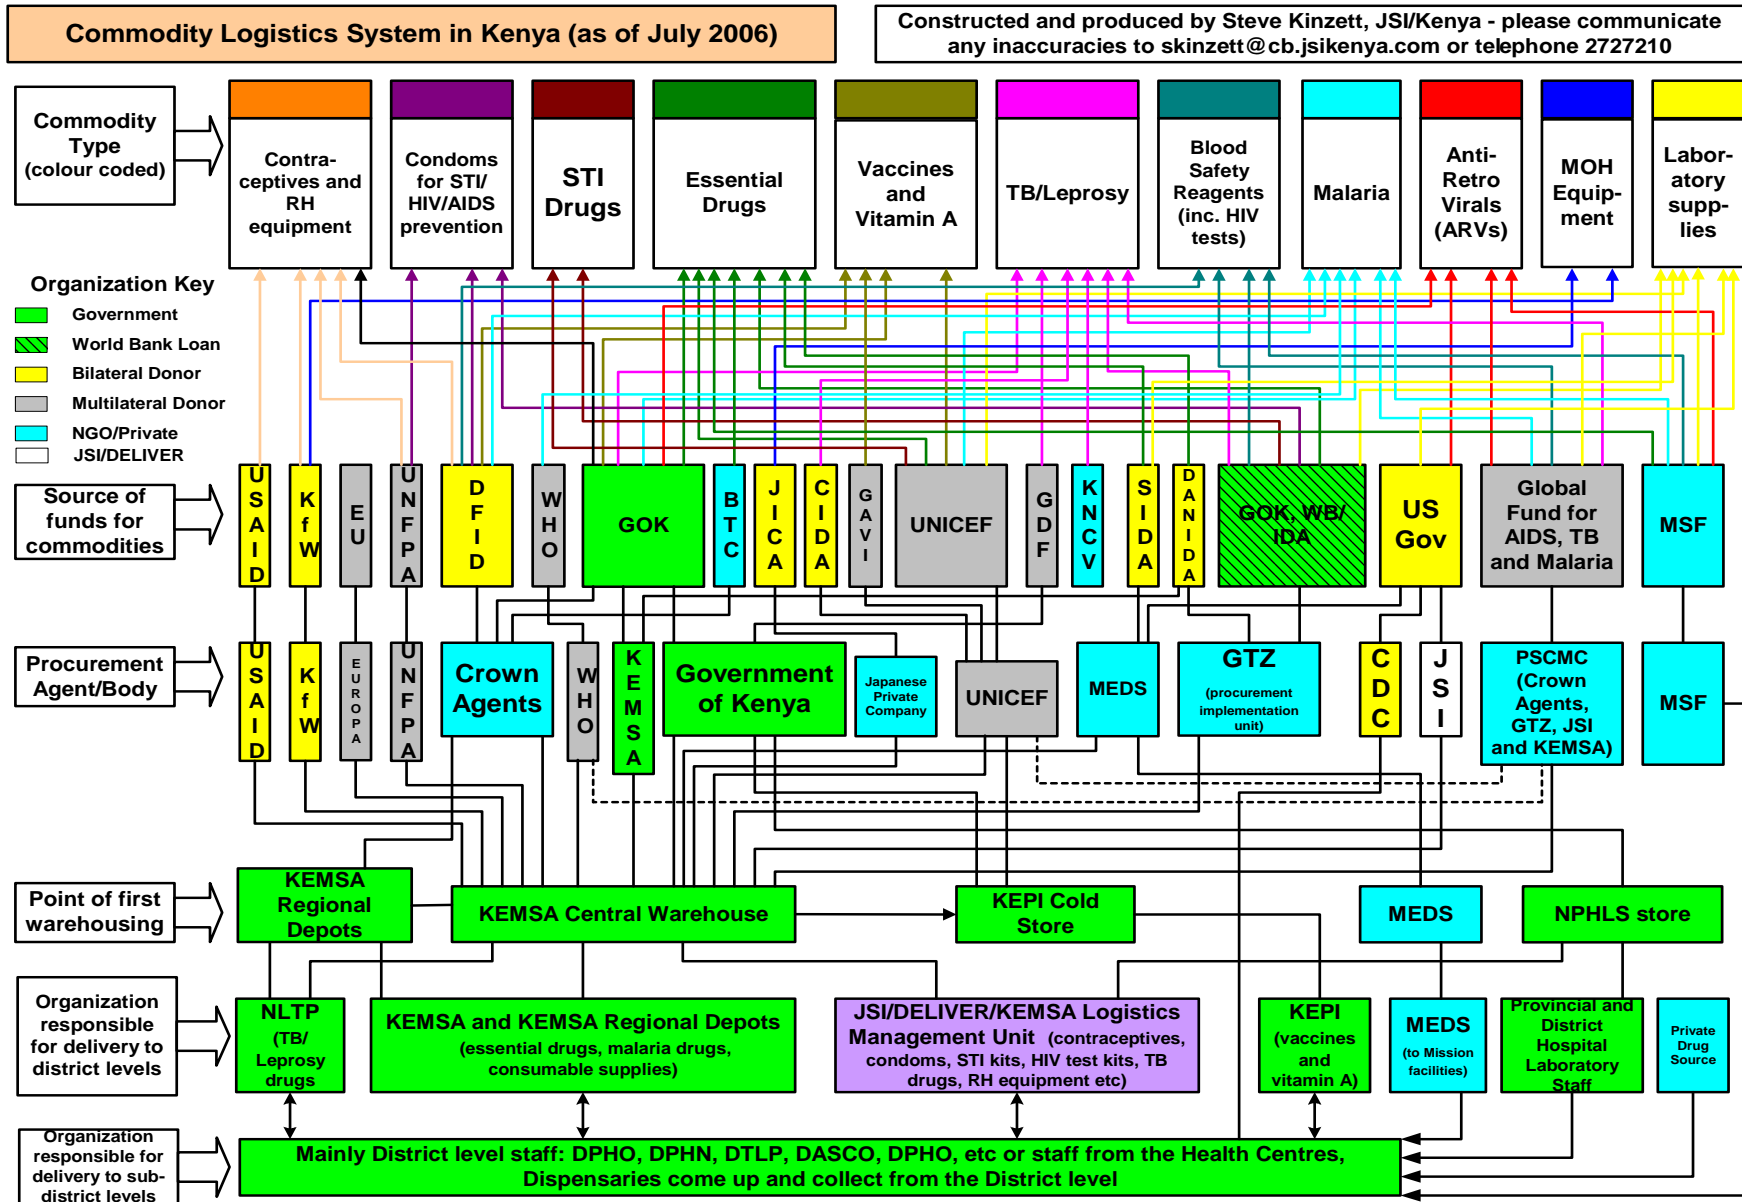 Commodity Logistics System in Kenya (as of July 2006)
Constructed and produced by Steve Kinzett, JSI/Kenya - please communicate
any inaccuracies to skinzett@cb.jsikenya.com or telephone 2727210
Commodity
Type
(colour coded)
Contra-
ceptives and
RH
equipment
Condoms
for STI/
HIV/AIDS
prevention
STI
Drugs
Essential
Drugs
Vaccines
and
Vitamin A
TB/Leprosy
Blood
Safety
Reagents
(inc. HIV
tests)
Malaria
Anti-
Retro
Virals
(ARVs)
MOH
Equip-
ment
Labor-
atory
supp-
lies
Organization Key
Government
World Bank Loan
Bilateral Donor
Multilateral Donor
NGO/Private
JSI/DELIVER
Source of
funds for
commodities
USAID
KfW
EU
UNFPA
DFID
WHO
GOK
BTC
JICA
CIDA
GAVI
UNICEF
GDF
KNCV
SIDA
DANIDA
GOK, WB/
IDA
US
Gov
Global
Fund for
AIDS, TB
and Malaria
MSF
Procurement
Agent/Body
USAID
KfW
EUROPA
UNFPA
Crown
Agents
WHO
KEMSA
Government
of Kenya
Japanese
Private
Company
UNICEF
MEDS
GTZ
(procurement
implementation
unit)
CDC
JSI
PSCMC
(Crown
Agents,
GTZ, JSI
and KEMSA)
MSF
Point of first
warehousing
KEMSA
Regional
Depots
KEMSA Central Warehouse
KEPI Cold
Store
MEDS
NPHLS store
Organization
responsible
for delivery to
district levels
NLTP
(TB/
Leprosy
drugs
KEMSA and KEMSA Regional Depots
(essential drugs, malaria drugs,
consumable supplies)
JSI/DELIVER/KEMSA Logistics
Management Unit (contraceptives,
condoms, STI kits, HIV test kits, TB
drugs, RH equipment etc)
KEPI
(vaccines
and
vitamin A)
MEDS
(to Mission
facilities)
Provincial and
District
Hospital
Laboratory
Staff
Private
Drug
Source
Organization
responsible for
delivery to sub-
district levels
Mainly District level staff: DPHO, DPHN, DTLP, DASCO, DPHO, etc or staff from the Health Centres,
Dispensaries come up and collect from the District level